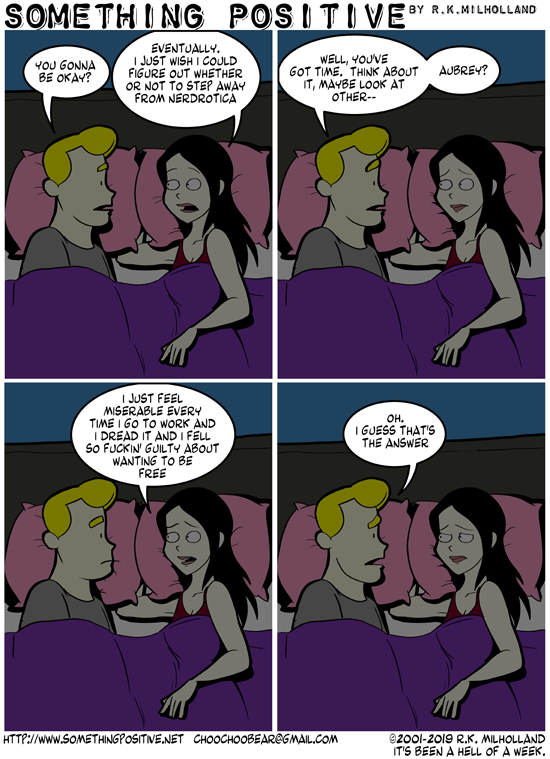 SOMETHING POSITIVE BY R.K.MILHOLLAND
YOU GONNA
BE OKAY?
EVENTUALLY.
I JUST WISH I COULD
FIGURE OUT WHETHER
OR NOT TO STEP AWAY
FROM NERDROTICA
WELL, YOU'VE
GOT TIME. THINK ABOUT
IT, MAYBE LOOK AT
OTHER--
AUBREY?
I JUST FEEL
MISERABLE EVERY
TIME I GO TO WORK AND
I DREAD IT AND I FELL
SO FUCKIN' GUILTY ABOUT
WANTING TO BE
FREE
OH.
I GUESS THAT'S
THE ANSWER
HTTP://WWW.SOMETHINGPOSITIVE.NET CHOOCHOOBEAR@GMAIL.COM
©2001-2019 R.K. MILHOLLAND
IT'S BEEN A HELL OF A WEEK.